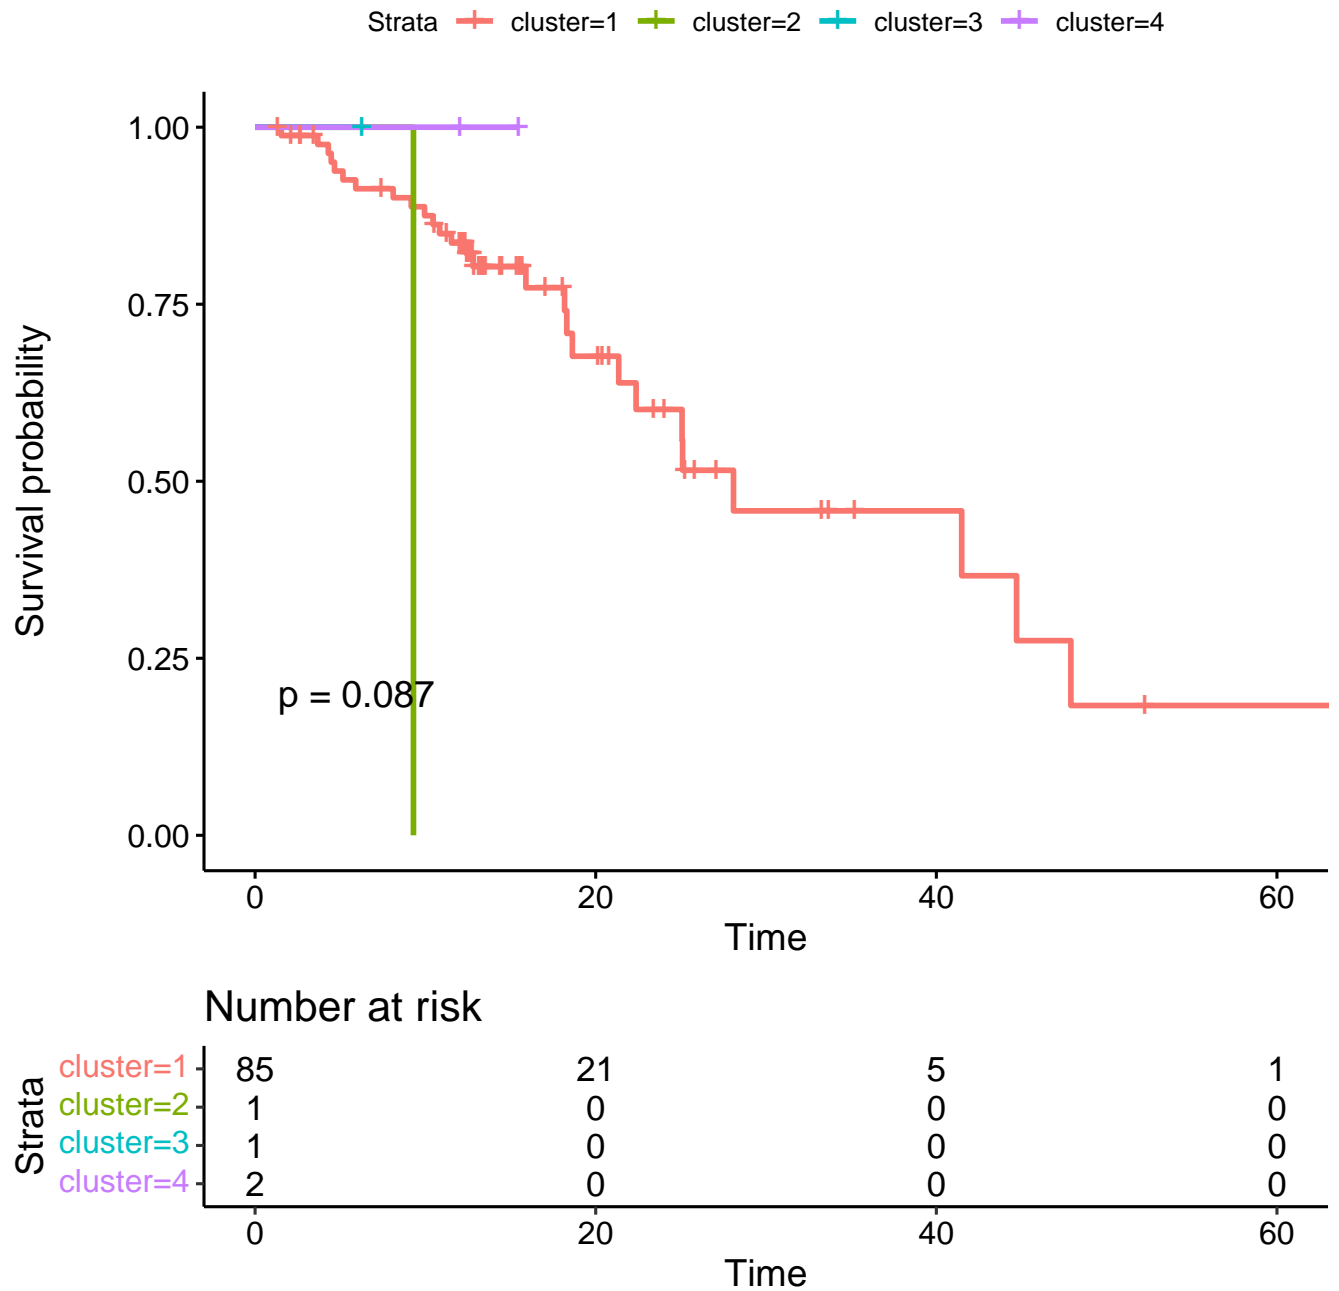 Strata cluster=1 cluster=2 cluster=3 cluster=4
1.00
0.75
0.50
0.25
0.00
Survival probability
p = 0.087
0 20 40 60
Time
Number at risk
Strata
cluster=1 85 21 5 1
cluster=2 1 0 0 0
cluster=3 1 0 0 0
cluster=4 2 0 0 0
0 20 40 60
Time